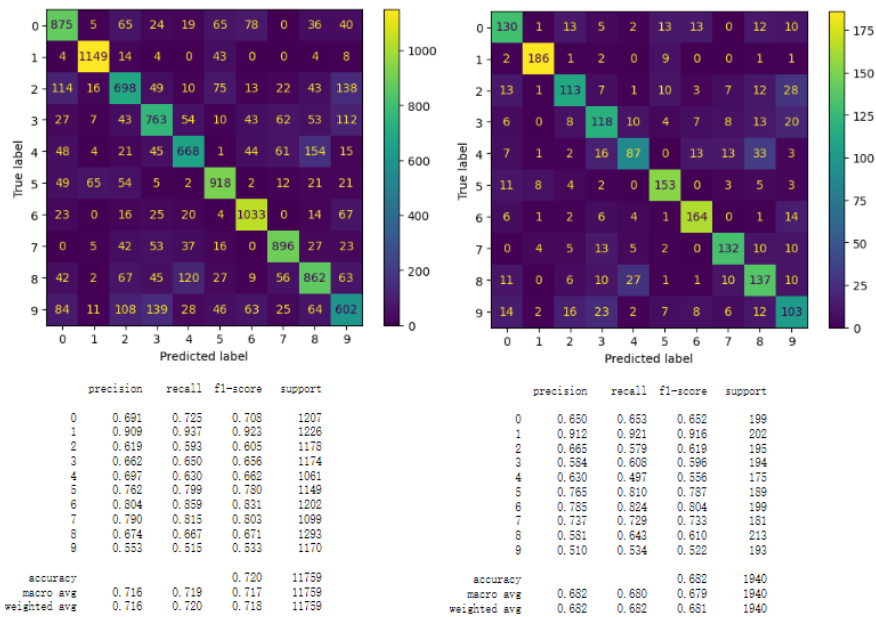 0 875 5 65 24 19 65 78 0 36 40
1 4 1149 14 4 0 43 0 0 4 8
2 114 16 698 49 10 75 13 22 43 138
3 27 7 43 763 54 10 43 62 53 112
4 48 4 21 45 668 1 44 61 154 15
5 49 65 54 5 2 918 2 12 21 21
6 23 0 16 25 20 4 1033 0 14 67
7 0 5 42 53 37 16 0 896 27 23
8 42 2 67 45 120 27 9 56 862 63
9 84 11 108 139 28 46 63 25 64 602
0 1 2 3 4 5 6 7 8 9
Predicted label
True label
1000
800
600
400
200
0
0 130 1 13 5 2 13 13 0 12 10
1 2 186 1 2 0 9 0 0 1 1
2 13 1 113 7 1 10 3 7 12 28
3 6 0 8 118 10 4 7 8 13 20
4 7 1 2 16 87 0 13 13 33 3
5 11 8 4 2 0 153 0 3 5 3
6 6 1 2 6 4 1 164 0 1 14
7 0 4 5 13 5 2 0 132 10 10
8 11 0 6 10 27 1 1 10 137 10
9 14 2 16 23 2 7 8 6 12 103
0 1 2 3 4 5 6 7 8 9
Predicted label
True label
175
150
125
100
75
50
25
0
precision recall f1-score support
0 0.691 0.725 0.708 1207
1 0.909 0.937 0.923 1226
2 0.619 0.593 0.605 1178
3 0.662 0.650 0.656 1174
4 0.697 0.630 0.662 1061
5 0.762 0.799 0.780 1149
6 0.804 0.859 0.831 1202
7 0.790 0.815 0.803 1099
8 0.674 0.667 0.671 1293
9 0.553 0.515 0.533 1170
accuracy 0.720 11759
macro avg 0.716 0.719 0.717 11759
weighted avg 0.716 0.720 0.718 11759
precision recall f1-score support
0 0.650 0.653 0.652 199
1 0.912 0.921 0.916 202
2 0.665 0.579 0.619 195
3 0.584 0.608 0.596 194
4 0.630 0.497 0.556 175
5 0.765 0.810 0.787 189
6 0.785 0.824 0.804 199
7 0.737 0.729 0.733 181
8 0.581 0.643 0.610 213
9 0.510 0.534 0.522 193
accuracy 0.682 1940
macro avg 0.682 0.680 0.679 1940
weighted avg 0.682 0.682 0.681 1940